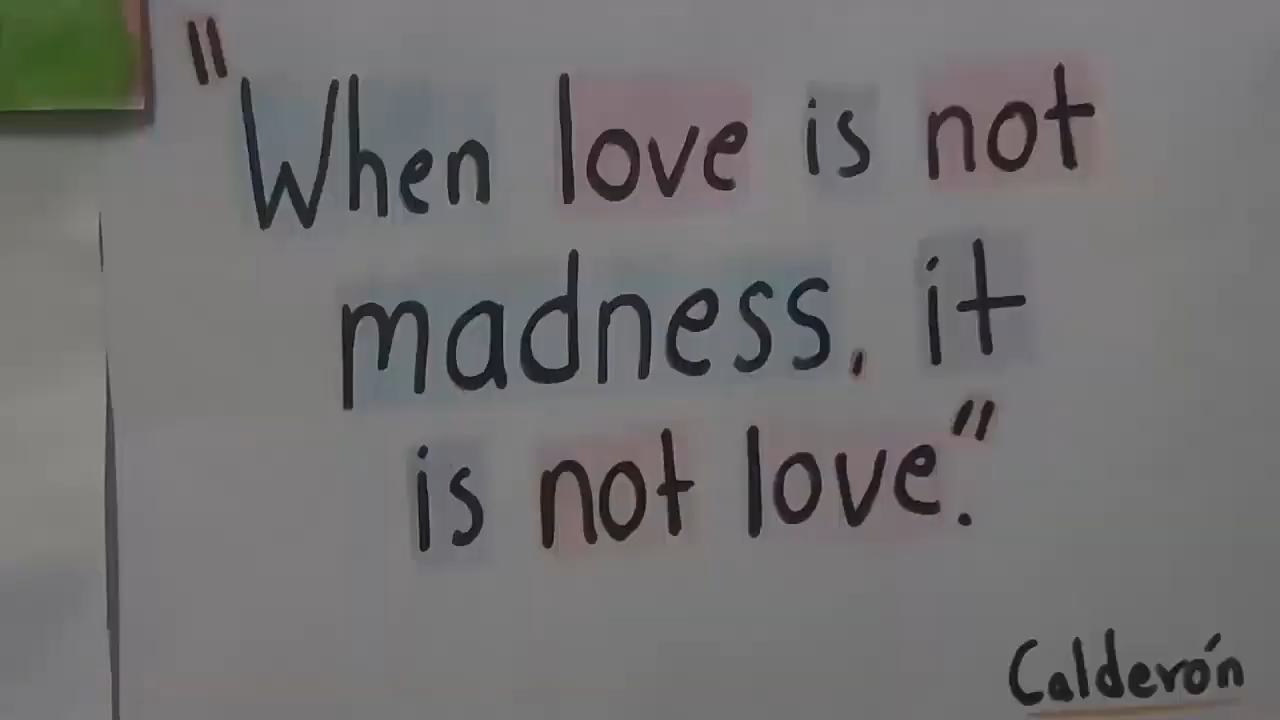 "When love is not
madness, it
is not love."
Calderón